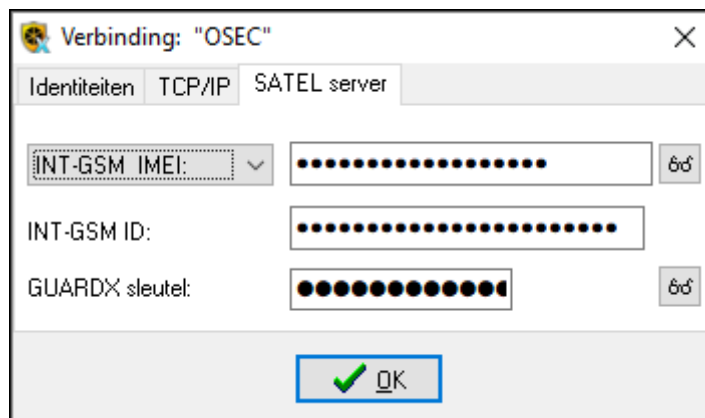 Verbinding: "OSEC"
Identiteiten TCP/IP SATEL server
INT-GSM IMEI:
INT-GSM ID:
GUARDX sleutel:
OK